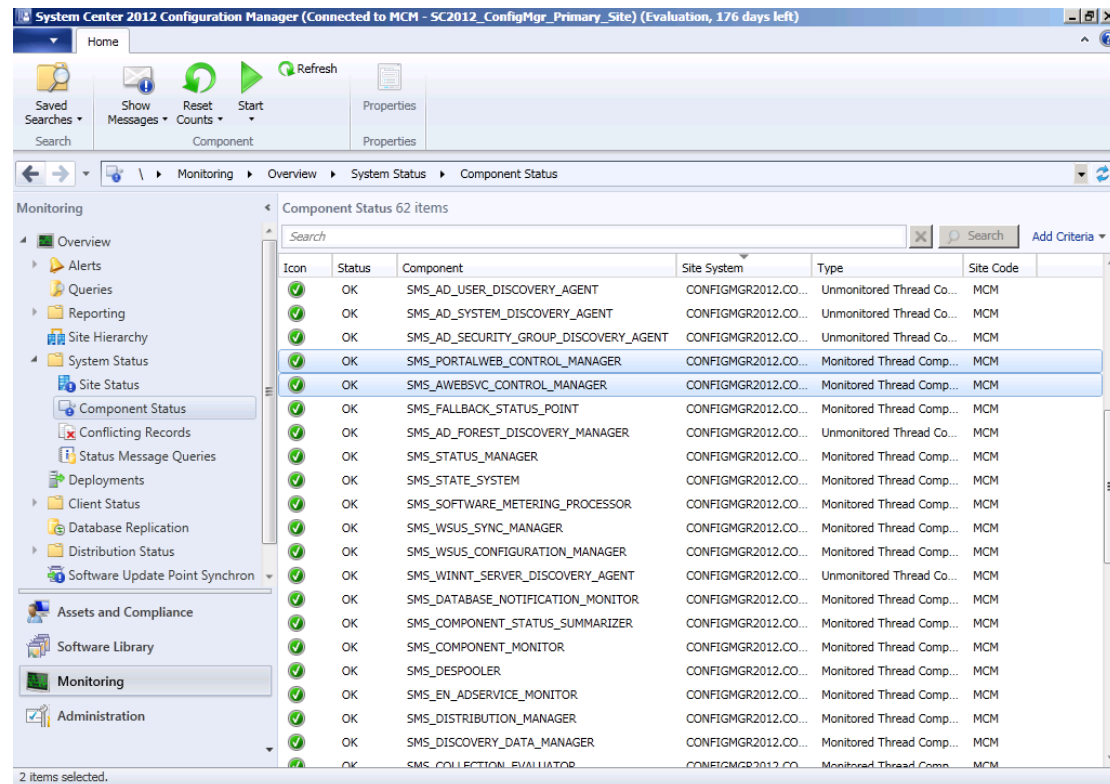 System Center 2012 Configuration Manager (Connected to MCM - SC2012_ConfigMgr_Primary_Site) (Evaluation, 176 days left)
Home
Saved Searches
Show Messages
Reset Counts
Start
Refresh
Properties
Search
Component
Properties
\ Monitoring Overview System Status Component Status
Monitoring
Overview
Alerts
Queries
Reporting
Site Hierarchy
System Status
Site Status
Component Status
Conflicting Records
Status Message Queries
Deployments
Client Status
Database Replication
Distribution Status
Software Update Point Synchron
Assets and Compliance
Software Library
Monitoring
Administration
Component Status 62 items
Search Search Add Criteria
Icon Status Component Site System Type Site Code
OK SMS_AD_USER_DISCOVERY_AGENT CONFIGMGR2012.CO... Unmonitored Thread Co... MCM
OK SMS_AD_SYSTEM_DISCOVERY_AGENT CONFIGMGR2012.CO... Unmonitored Thread Co... MCM
OK SMS_AD_SECURITY_GROUP_DISCOVERY_AGENT CONFIGMGR2012.CO... Unmonitored Thread Co... MCM
OK SMS_PORTALWEB_CONTROL_MANAGER CONFIGMGR2012.CO... Monitored Thread Comp... MCM
OK SMS_AWEBSVC_CONTROL_MANAGER CONFIGMGR2012.CO... Monitored Thread Comp... MCM
OK SMS_FALLBACK_STATUS_POINT CONFIGMGR2012.CO... Monitored Thread Comp... MCM
OK SMS_AD_FOREST_DISCOVERY_MANAGER CONFIGMGR2012.CO... Unmonitored Thread Co... MCM
OK SMS_STATUS_MANAGER CONFIGMGR2012.CO... Monitored Thread Comp... MCM
OK SMS_STATE_SYSTEM CONFIGMGR2012.CO... Monitored Thread Comp... MCM
OK SMS_SOFTWARE_METERING_PROCESSOR CONFIGMGR2012.CO... Monitored Thread Comp... MCM
OK SMS_WSUS_SYNC_MANAGER CONFIGMGR2012.CO... Monitored Thread Comp... MCM
OK SMS_WSUS_CONFIGURATION_MANAGER CONFIGMGR2012.CO... Monitored Thread Comp... MCM
OK SMS_WINNT_SERVER_DISCOVERY_AGENT CONFIGMGR2012.CO... Unmonitored Thread Co... MCM
OK SMS_DATABASE_NOTIFICATION_MONITOR CONFIGMGR2012.CO... Monitored Thread Comp... MCM
OK SMS_COMPONENT_STATUS_SUMMARIZER CONFIGMGR2012.CO... Monitored Thread Comp... MCM
OK SMS_COMPONENT_MONITOR CONFIGMGR2012.CO... Monitored Thread Comp... MCM
OK SMS_DESPOOLER CONFIGMGR2012.CO... Monitored Thread Comp... MCM
OK SMS_EN_ADSERVICE_MONITOR CONFIGMGR2012.CO... Monitored Thread Comp... MCM
OK SMS_DISTRIBUTION_MANAGER CONFIGMGR2012.CO... Monitored Thread Comp... MCM
OK SMS_DISCOVERY_DATA_MANAGER CONFIGMGR2012.CO... Monitored Thread Comp... MCM
OK SMS_COLLECTION_EVALUATOR CONFIGMGR2012.CO... Monitored Thread Comp... MCM
2 items selected.